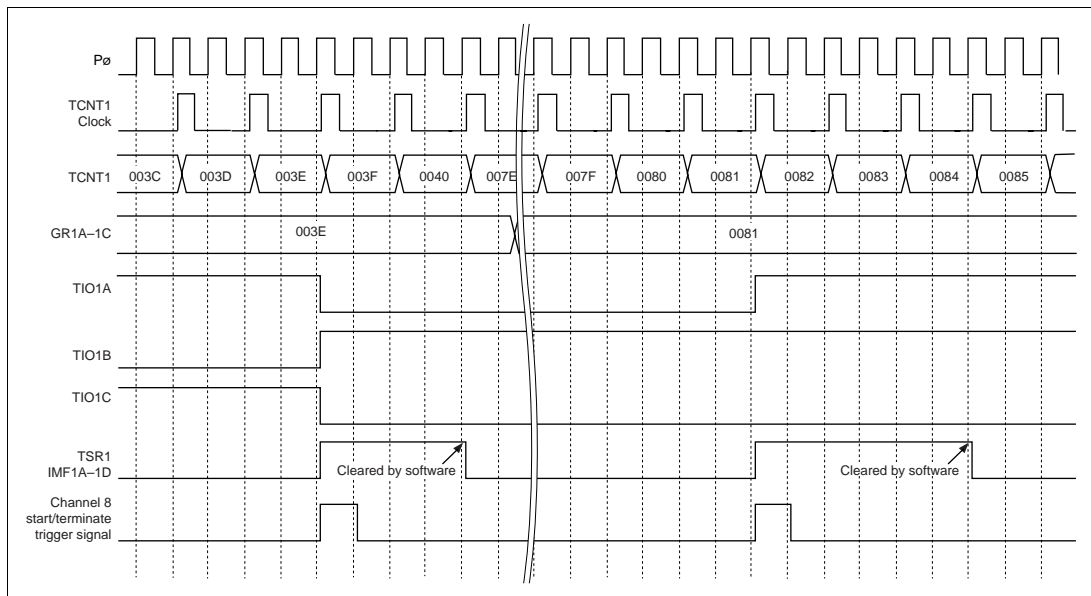 Pø
TCNT1
Clock
TCNT1
003C 003D 003E 003F 0040 007E 007F 0080 0081 0082 0083 0084 0085
GR1A–1C
003E 0081
TIO1A
TIO1B
TIO1C
TSR1
IMF1A–1D
Cleared by software Cleared by software
Channel 8
start/terminate
trigger signal